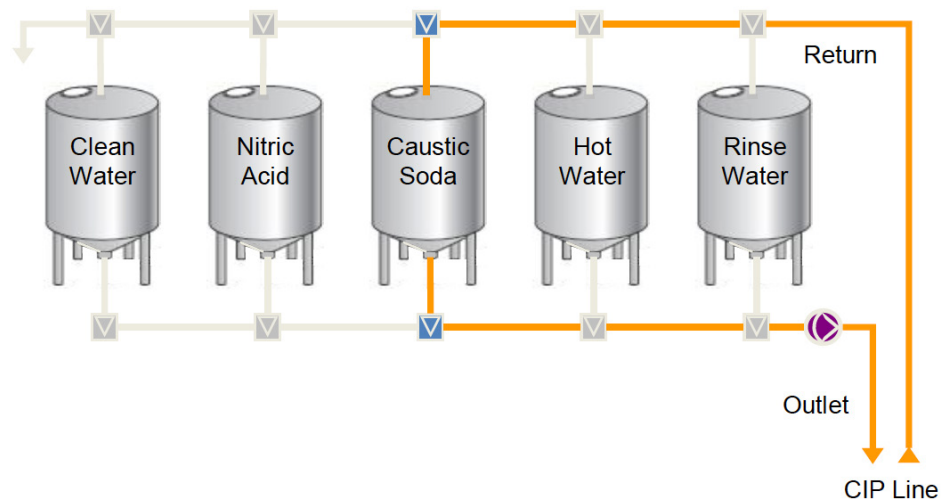 Return
Clean
Water
Nitric
Acid
Caustic
Soda
Hot
Water
Rinse
Water
Outlet
CIP Line